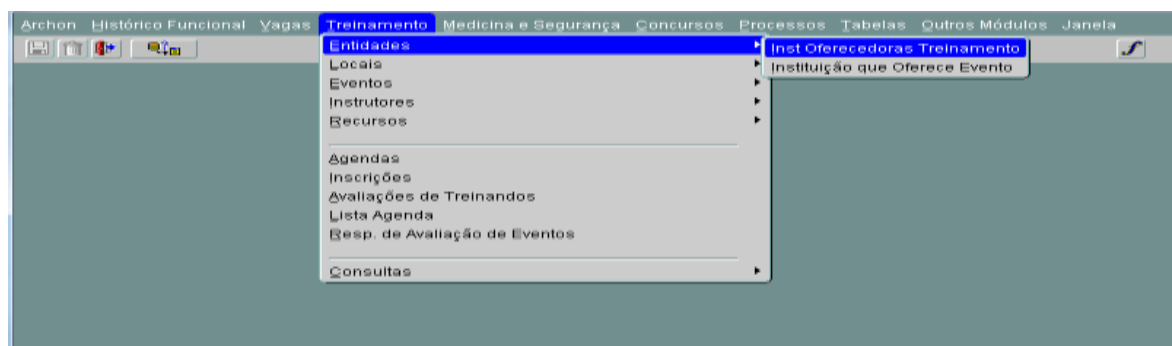 Archon Histórico Funcional Vagas Treinamento Medicina e Segurança Concursos Processos Tabelas Outros Módulos Janela
Entidades
Inst Oferecedoras Treinamento
Locais
Instituição que Oferece Evento
Eventos
Instrutores
Recursos
Agendas
Inscrições
Avaliações de Treinandos
Lista Agenda
Resp. de Avaliação de Eventos
Consultas